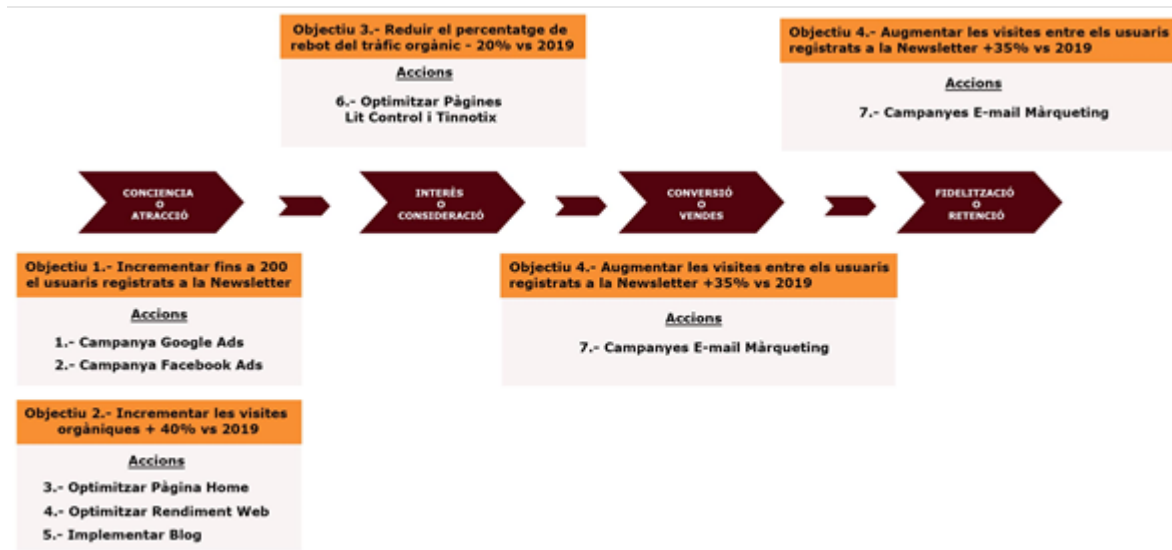 Objectiu 3.- Reduir el percentatge de
rebot del tràfic orgànic - 20% vs 2019
Accions
6.- Optimitzar Pàgines
Lit Control i Tinnotix
Objectiu 4.- Augmentar les visites entre els usuaris
registrats a la Newsletter +35% vs 2019
Accions
7.- Campanyes E-mail Màrqueting
CONCIENCIA
O
ATRACCIÓ
INTERÈS
O
CONSIDERACIÓ
CONVERSIÓ
O
VENDES
FIDELITZACIÓ
O
RETENCIÓ
Objectiu 1.- Incrementar fins a 200
el usuaris registrats a la Newsletter
Accions
1.- Campanya Google Ads
2.- Campanya Facebook Ads
Objectiu 4.- Augmentar les visites entre els usuaris
registrats a la Newsletter +35% vs 2019
Accions
7.- Campanyes E-mail Màrqueting
Objectiu 2.- Incrementar les visites
orgàniques + 40% vs 2019
Accions
3.- Optimitzar Pàgina Home
4.- Optimitzar Rendiment Web
5.- Implementar Blog